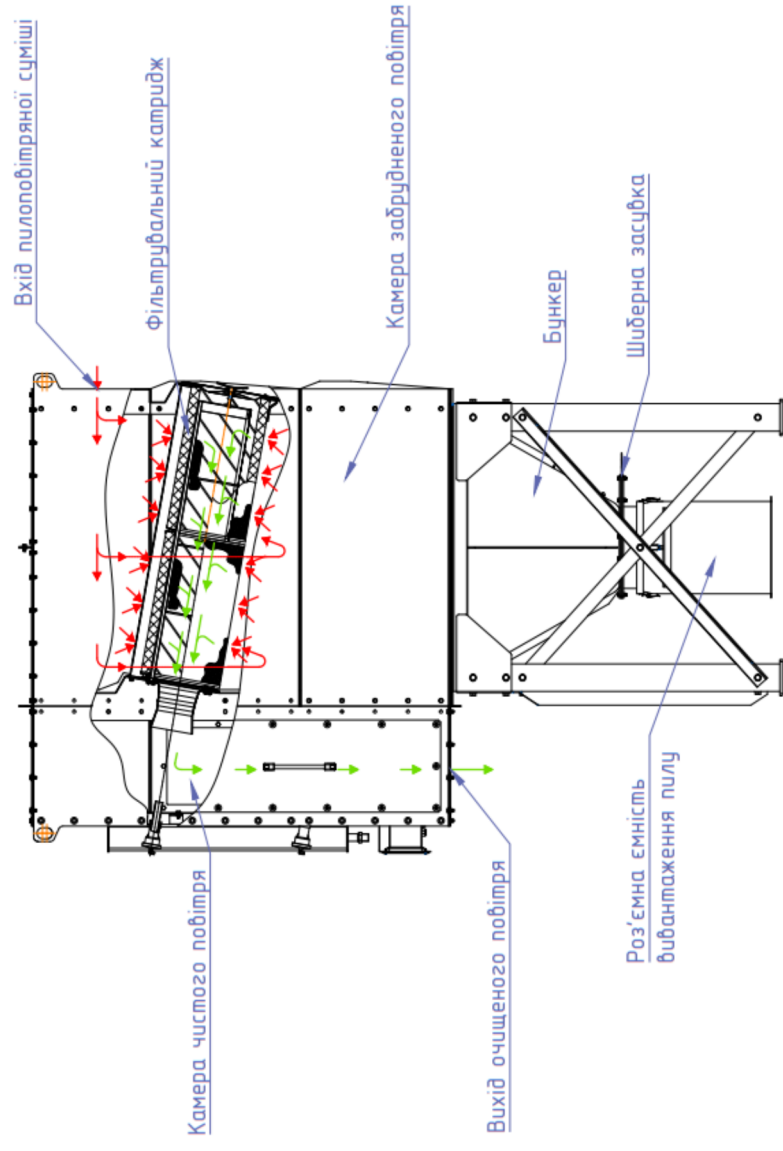 Вхід пилоповітряної суміші
Фільтрувальний катридж
Камера забрудненого повітря
Бункер
Шиберна засувка
Камера чистого повітря
Вихід очищеного повітря
Роз'ємна ємність
вивантаження пилу